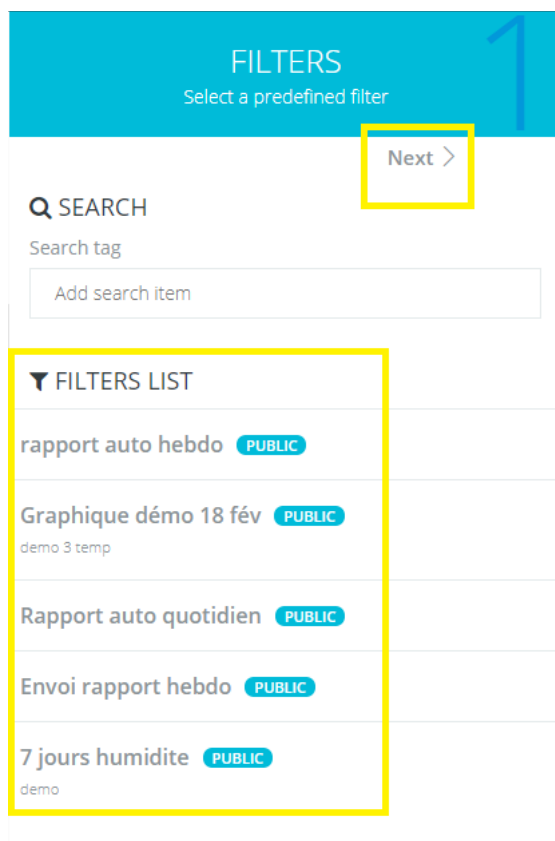 FILTERS
1
Select a predefined filter
Next
SEARCH
Search tag
Add search item
FILTERS LIST
rapport auto hebdo PUBLIC
Graphique démo 18 fév PUBLIC
demo 3 temp
Rapport auto quotidien PUBLIC
Envoi rapport hebdo PUBLIC
7 jours humidite PUBLIC
demo